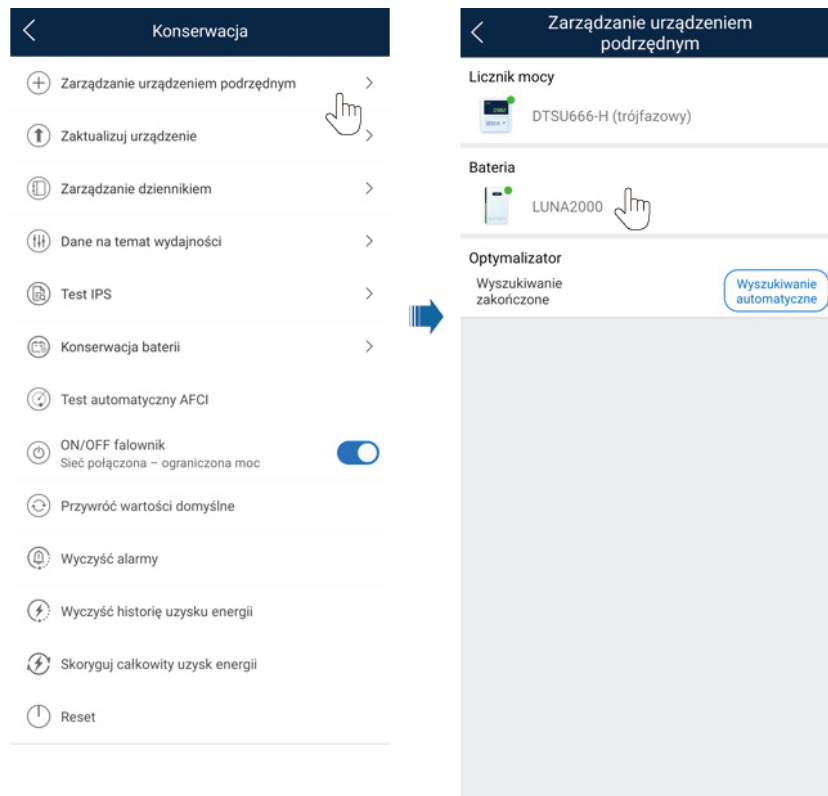 Konserwacja
Zarządzanie urządzeniem podrzędnym
Zaktualizuj urządzenie
Zarządzanie dziennikiem
Dane na temat wydajności
Test IPS
Konserwacja baterii
Test automatyczny AFCI
ON/OFF falownik
Sieć połączona – ograniczona moc
Przywróć wartości domyślne
Wyczyść alarmy
Wyczyść historię uzysku energii
Skoryguj całkowity uzysk energii
Reset
Zarządzanie urządzeniem
podrzędnym
Licznik mocy
DTSU666-H (trójfazowy)
Bateria
LUNA2000
Optymalizator
Wyszukiwanie
zakończone
Wyszukiwanie
automatyczne